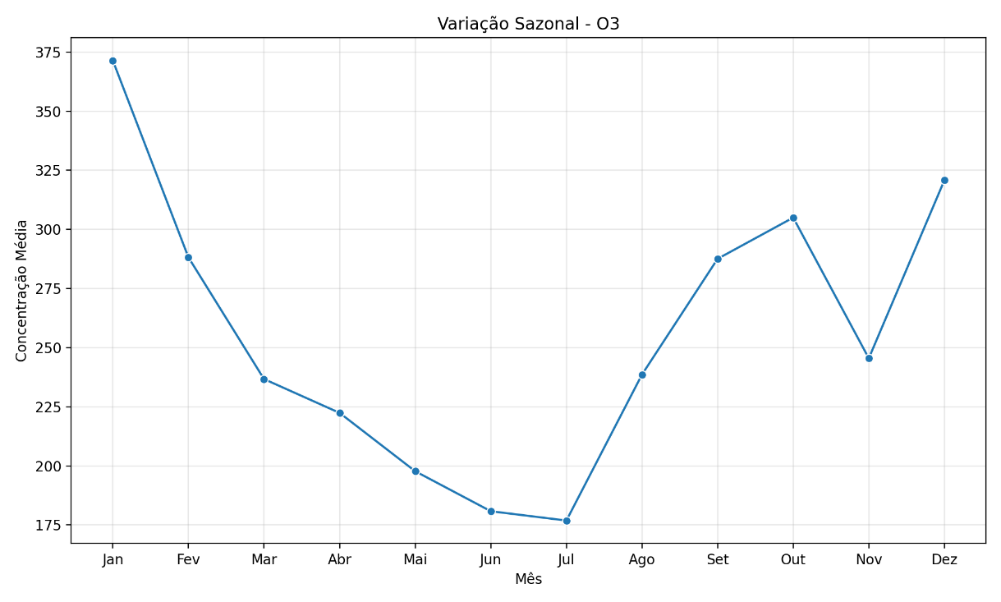 Variação Sazonal - O3
Concentração Média
375
350
325
300
275
250
225
200
175
Jan Fev Mar Abr Mai Jun Jul Ago Set Out Nov Dez
Mês